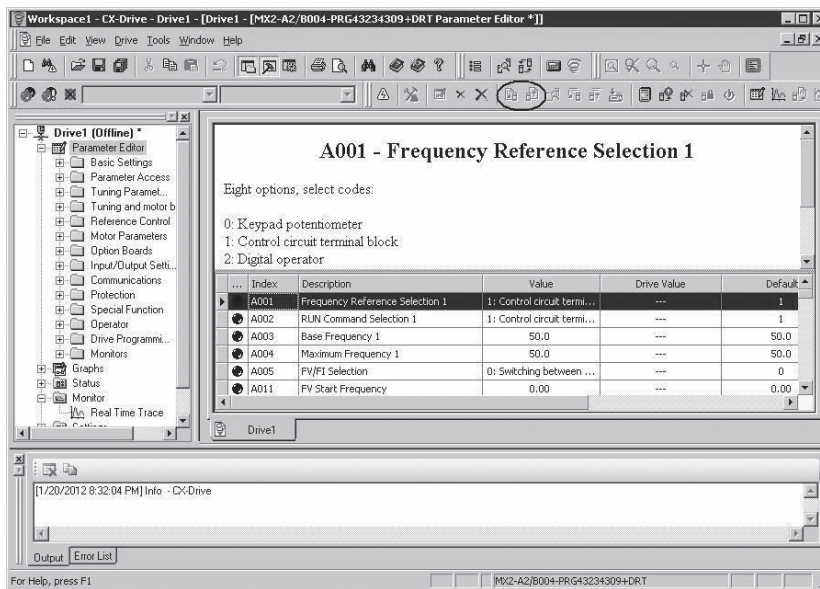 Workspace1 - CX-Drive - Drive1 - [Drive1 - [MX2-A2/B004-PRG43234309+DRT Parameter Editor *]]
File Edit View Drive Tools Window Help
Drive1 (Offline) *
Parameter Editor
Basic Settings
Parameter Access
Tuning Paramet...
Tuning and motor b
Reference Control
Motor Parameters
Option Boards
Input/Output Setti...
Communications
Protection
Special Function
Operator
Drive Programmi...
Monitors
Graphs
Status
Monitor
Real Time Trace
A001 - Frequency Reference Selection 1
Eight options, select codes:
0: Keypad potentiometer
1: Control circuit terminal block
2: Digital operator
... Index Description Value Drive Value Default
A001 Frequency Reference Selection 1 1: Control circuit termi... --- 1
A002 RUN Command Selection 1 1: Control circuit termi... --- 1
A003 Base Frequency 1 50.0 --- 50.0
A004 Maximum Frequency 1 50.0 --- 50.0
A005 FV/FI Selection 0: Switching between ... --- 0
A011 FV Start Frequency 0.00 --- 0.00
Drive1
[1/20/2012 8:32:04 PM] Info - CX-Drive
Output Error List
For Help, press F1 MX2-A2/B004-PRG43234309+DRT